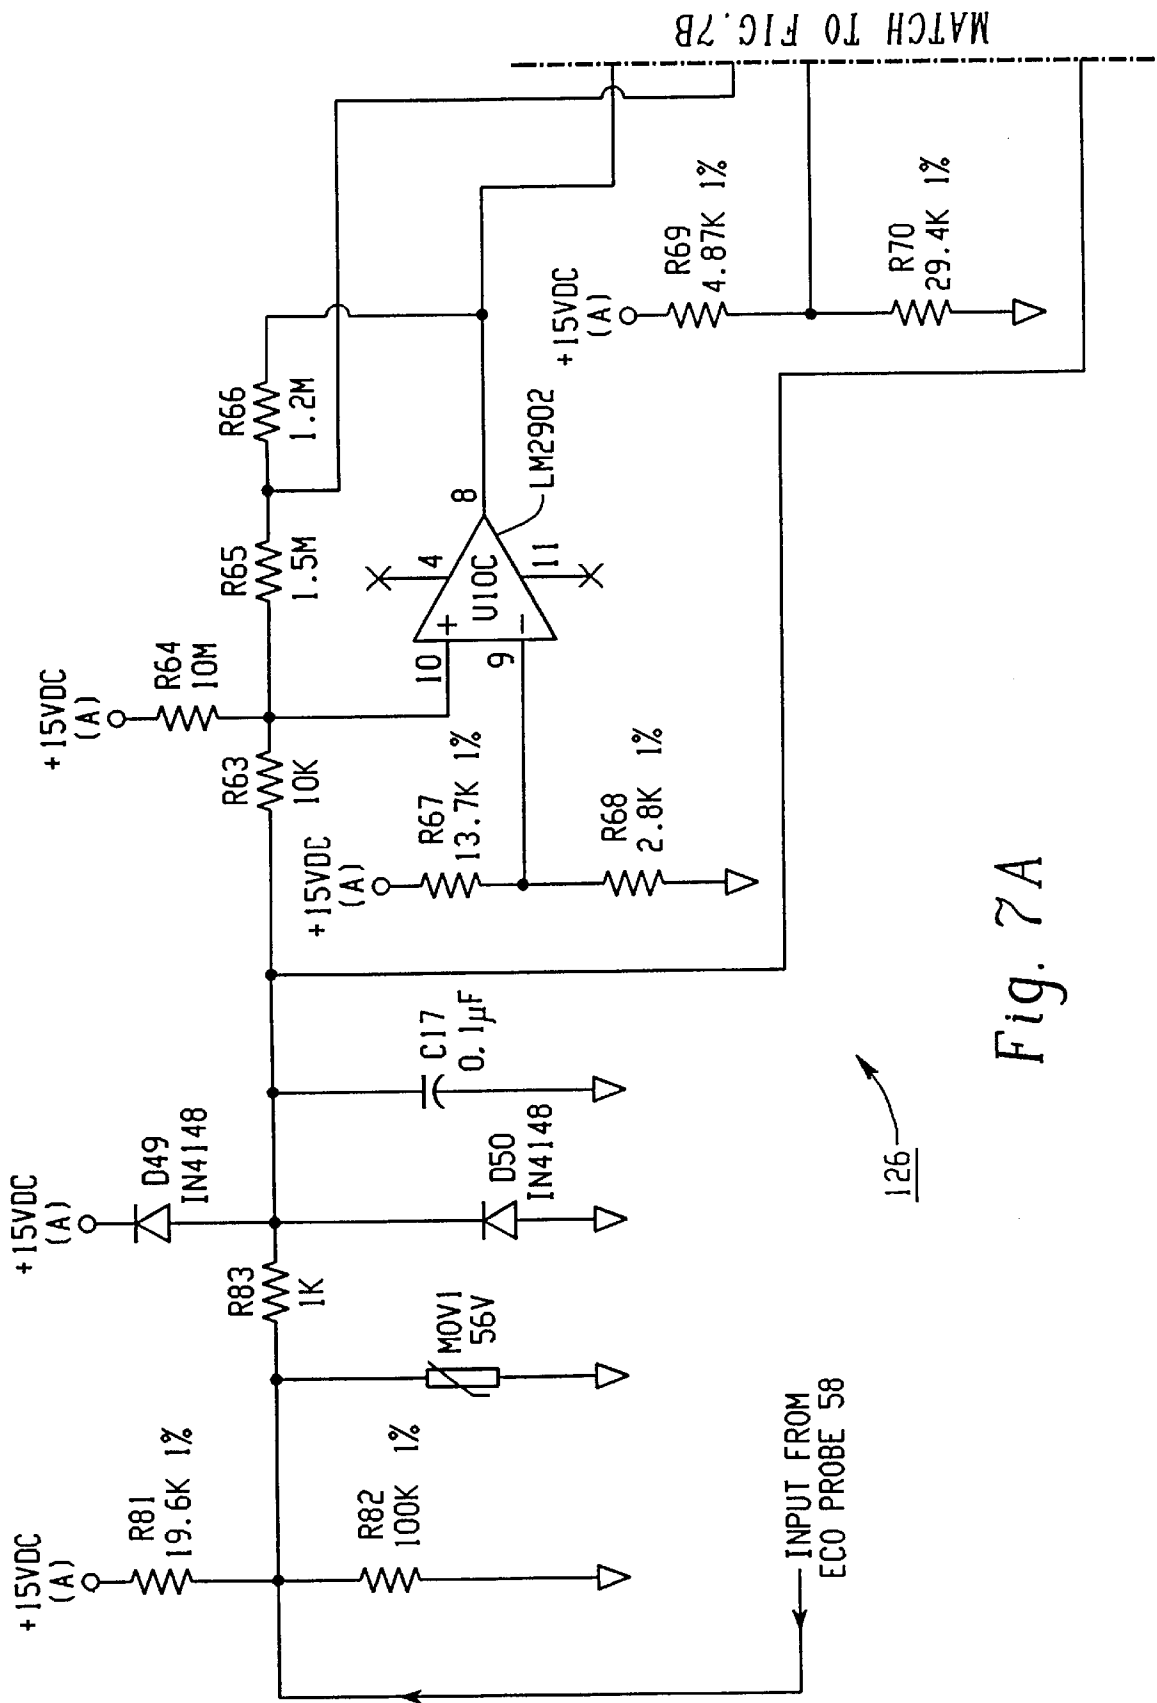 +15VDC
(A)
R81
19.6K 1%
R82
100K 1%
INPUT FROM
ECO PROBE 58
MOV1
56V
R83
1K
+15VDC
(A)
D49
IN4148
D50
IN4148
C17
0.1µF
126
R63
10K
+15VDC
(A)
R64
10M
R65
1.5M
R66
1.2M
+15VDC
(A)
R67
13.7K 1%
R68
2.8K 1%
10
9
+
-
U10C
4
11
8
LM2902
+15VDC
(A)
R69
4.87K 1%
R70
29.4K 1%
MATCH TO FIG.7B
Fig. 7A